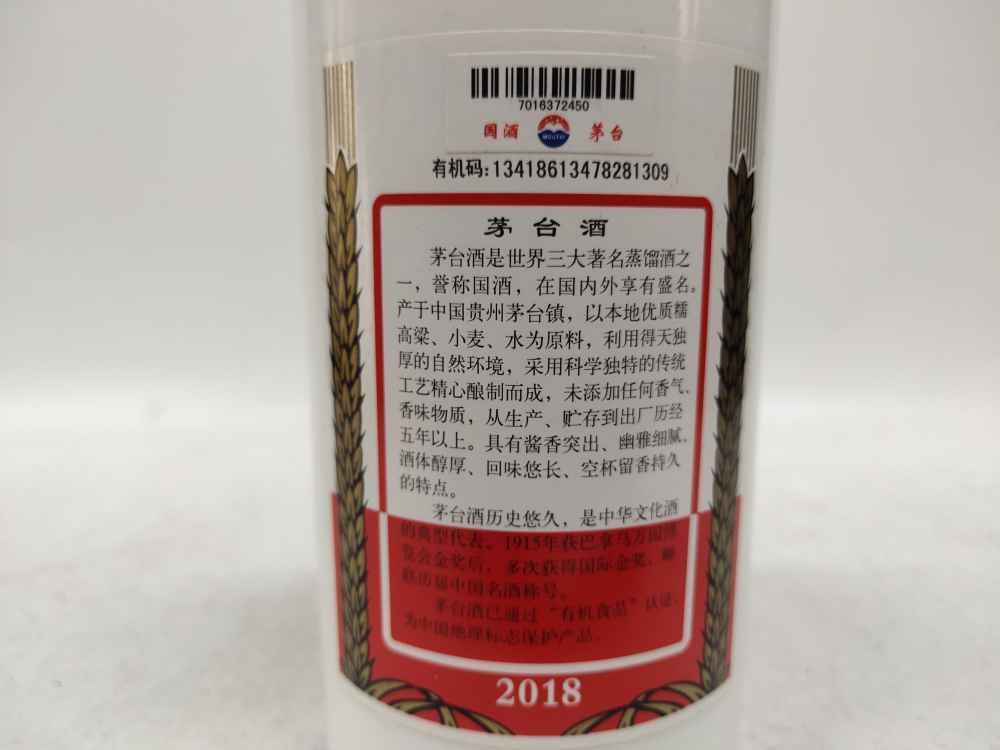 7016372450
国酒 MOUTAI 茅台
有机码:13418613478281309
茅台酒
茅台酒是世界三大著名蒸馏酒之
一，誉称国酒，在国内外享有盛名。
产于中国贵州茅台镇，以本地优质糯
高粱、小麦、水为原料，利用得天独
厚的自然环境，采用科学独特的传统
工艺精心酿制而成，未添加任何香气、
香味物质，从生产、贮存到出厂历经
五年以上。具有酱香突出、幽雅细腻、
酒体醇厚、回味悠长、空杯留香持久
的特点。
茅台酒历史悠久，是中华文化酒
的典型代表。1915年获巴拿马万国博
览会金奖后，多次获得国际金奖，蝉
联历届中国名酒称号。
茅台酒已通过“有机食品”认证，
为中国地理标志保护产品。
2018